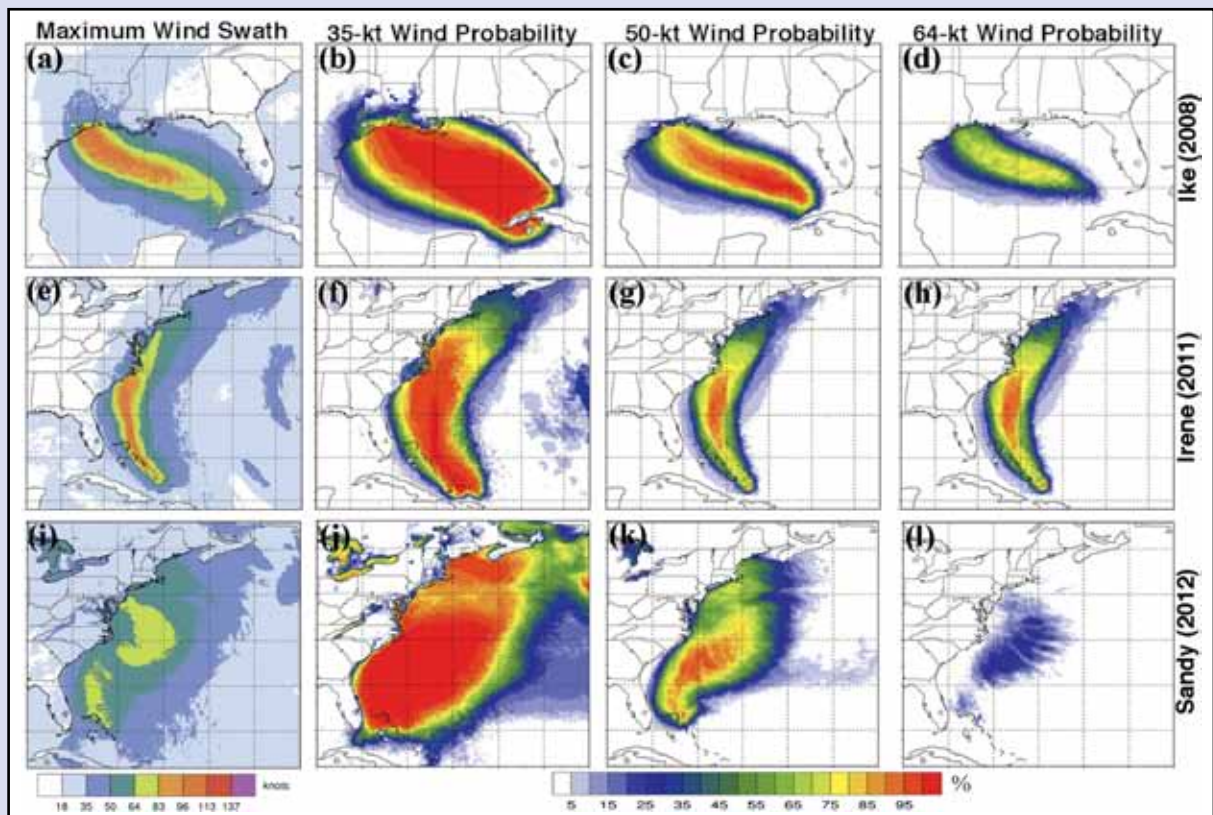 Maximum Wind Swath 35-kt Wind Probability 50-kt Wind Probability 64-kt Wind Probability
(a) (b) (c) (d)
Ike (2008)
(e) (f) (g) (h)
Irene (2011)
(i) (j) (k) (l)
Sandy (2012)
knots
18 35 50 64 83 96 113 137
%
5 15 25 35 45 55 65 75 85 95